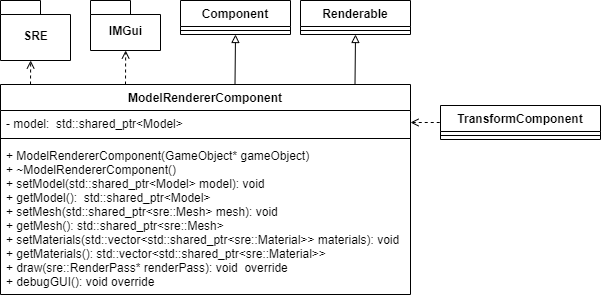 SRE
IMGui
Component
Renderable
ModelRendererComponent
- model:  std::shared_ptr<Model>
TransformComponent
+ ModelRendererComponent(GameObject* gameObject)
+ ~ModelRendererComponent()
+ setModel(std::shared_ptr<Model> model): void
+ getModel():  std::shared_ptr<Model>
+ setMesh(std::shared_ptr<sre::Mesh> mesh): void
+ getMesh(): std::shared_ptr<sre::Mesh>
+ setMaterials(std::vector<std::shared_ptr<sre::Material>> materials): void
+ getMaterials(): std::vector<std::shared_ptr<sre::Material>>
+ draw(sre::RenderPass* renderPass): void  override
+ debugGUI(): void override